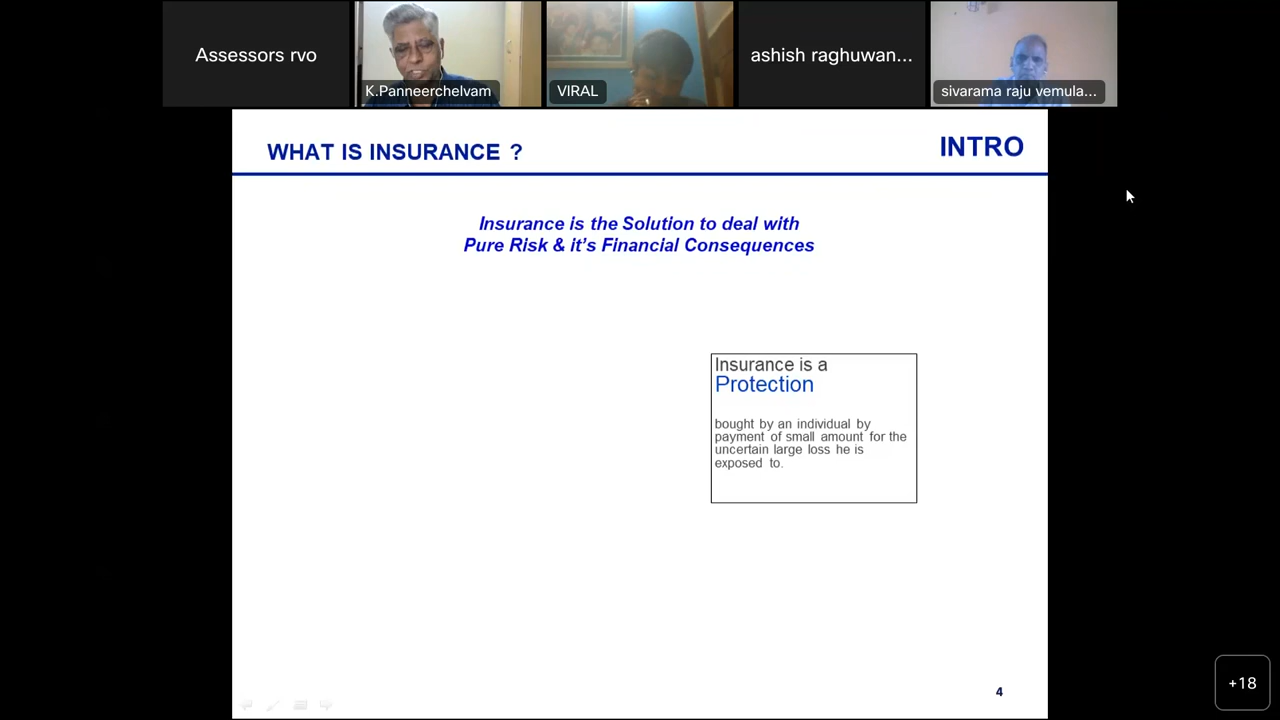 Assessors rvo
K.Panneerchelvam
VIRAL
ashish raghuwan...
sivarama raju vemula...
WHAT IS INSURANCE ?
INTRO
Insurance is the Solution to deal with
Pure Risk & it's Financial Consequences
Insurance is a
Protection
bought by an individual by
payment of small amount for the
uncertain large loss he is
exposed to.
4
+18